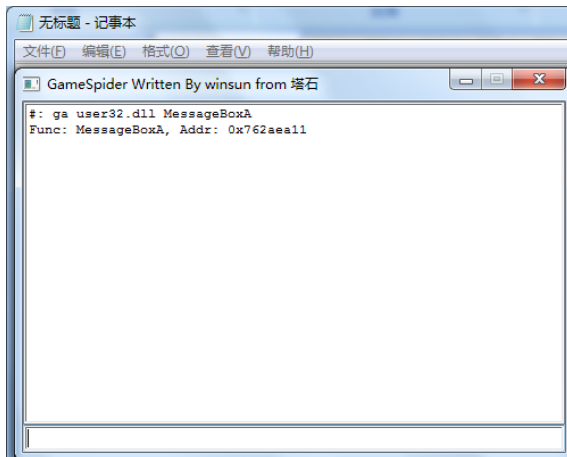 无标题 - 记事本
文件(F) 编辑(E) 格式(O) 查看(V) 帮助(H)
GameSpider Written By winsun from 塔石
#: ga user32.dll MessageBoxA
Func: MessageBoxA, Addr: 0x762aea11